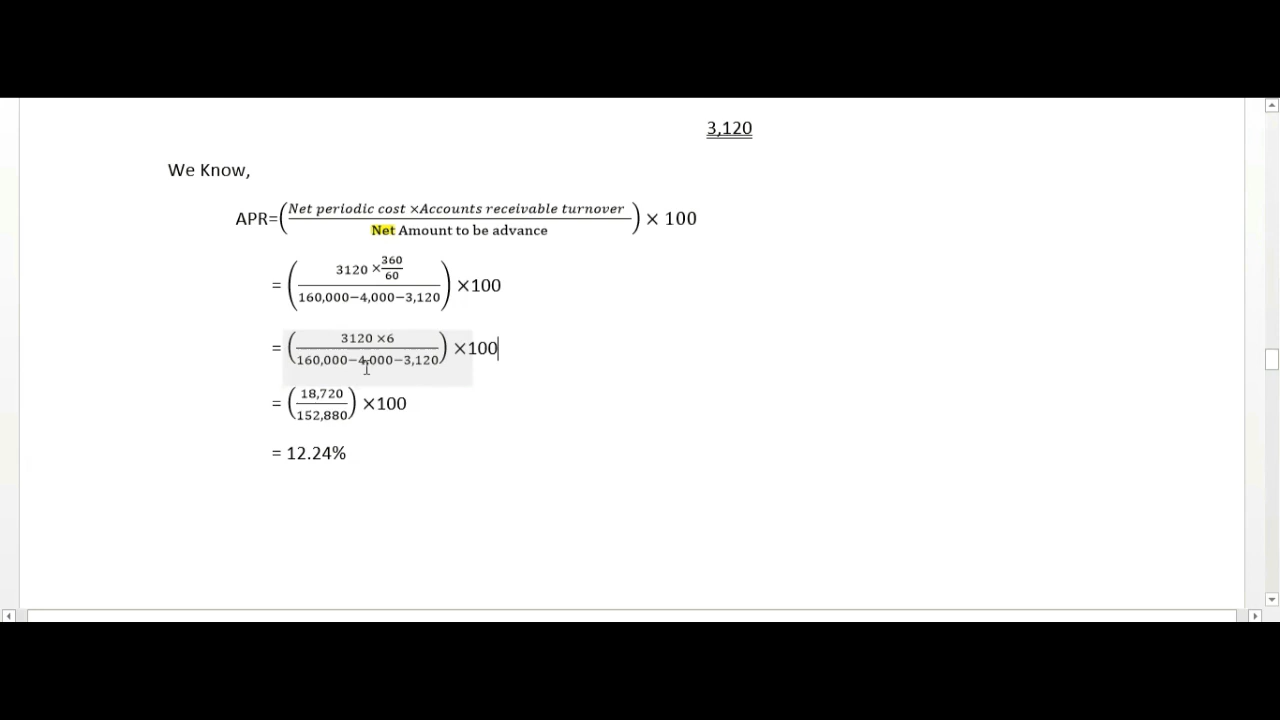 3,120
We Know,
APR=(Net periodic cost ×Accounts receivable turnover / Net Amount to be advance) × 100
= (3120 ×360/60 / 160,000−4,000−3,120) ×100
= (3120 ×6 / 160,000−4,000−3,120) ×100
= (18,720 / 152,880) ×100
= 12.24%